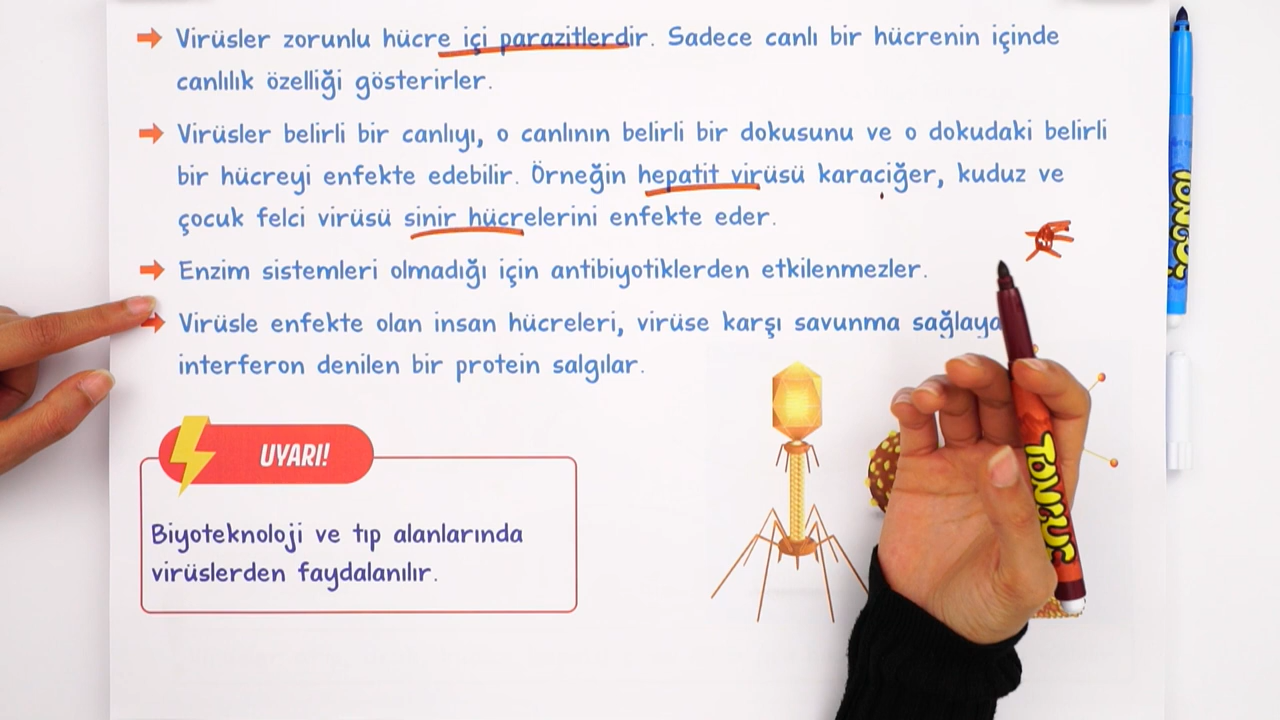 Virüsler zorunlu hücre içi parazitlerdir. Sadece canlı bir hücrenin içinde
canlılık özelliği gösterirler.
Virüsler belirli bir canlıyı, o canlının belirli bir dokusunu ve o dokudaki belirli
bir hücreyi enfekte edebilir. Örneğin hepatit virüsü karaciğer, kuduz ve
çocuk felci virüsü sinir hücrelerini enfekte eder.
Enzim sistemleri olmadığı için antibiyotiklerden etkilenmezler.
Virüsle enfekte olan insan hücreleri, virüse karşı savunma
interferon denilen bir protein salgılar.
UYARI!
Biyoteknoloji ve tıp alanlarında
virüslerden faydalanılır.
TONGUÇ
TONGUÇ